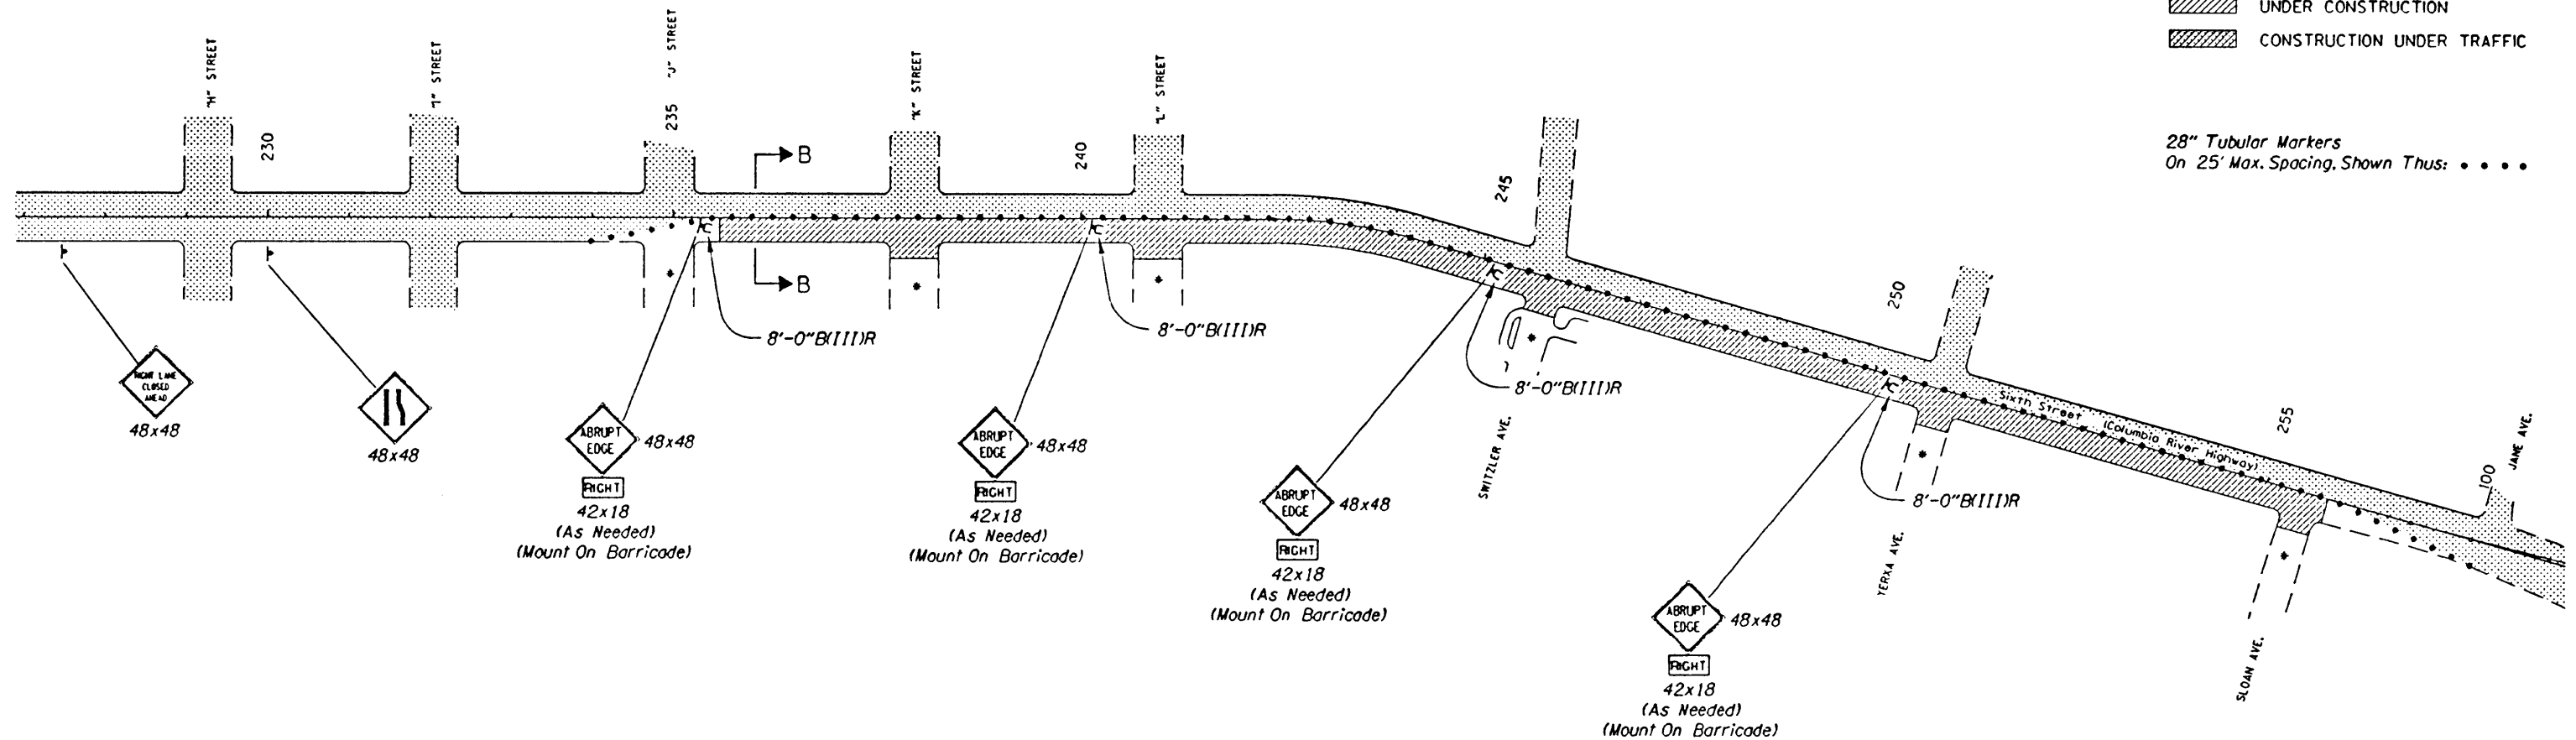 UNDER CONSTRUCTION
CONSTRUCTION UNDER TRAFFIC
28" Tubular Markers
On 25' Max. Spacing, Shown Thus:
"H" STREET
230
"I" STREET
235
"J" STREET
"K" STREET
240
"L" STREET
245
250
255
100
JANE AVE.
B
B
8'-0"B(III)R
8'-0"B(III)R
8'-0"B(III)R
8'-0"B(III)R
Sixth Street
(Columbia River Highway)
SWITZLER AVE.
YERXA AVE.
SLOAN AVE.
RIGHT LANE
CLOSED
AHEAD
48x48
48x48
ABRUPT
EDGE
48x48
RIGHT
42x18
(As Needed)
(Mount On Barricade)
ABRUPT
EDGE
48x48
RIGHT
42x18
(As Needed)
(Mount On Barricade)
ABRUPT
EDGE
48x48
RIGHT
42x18
(As Needed)
(Mount On Barricade)
ABRUPT
EDGE
48x48
RIGHT
42x18
(As Needed)
(Mount On Barricade)